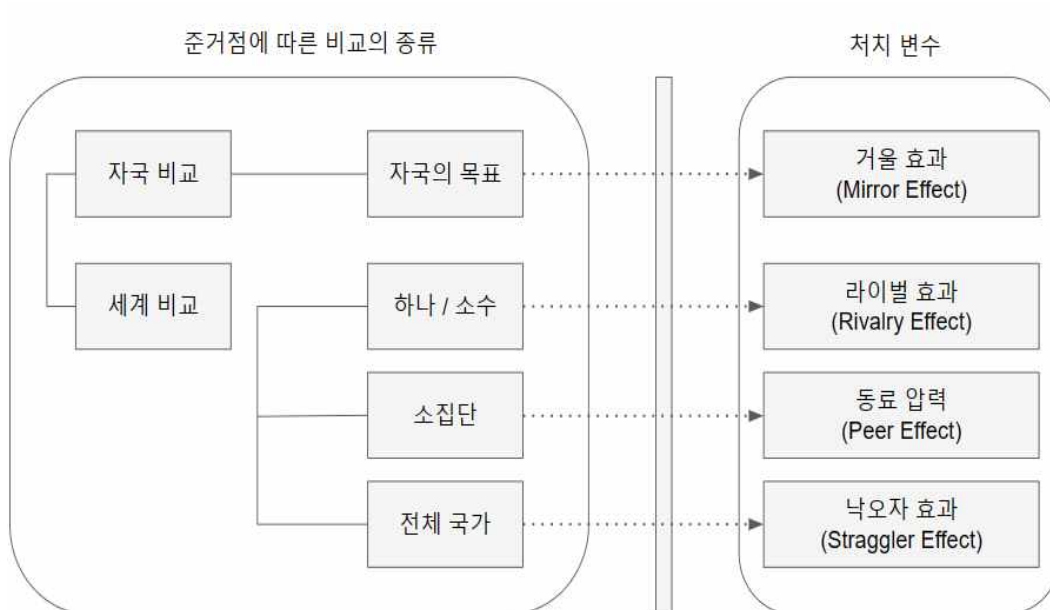 준거점에 따른 비교의 종류
처치 변수
자국 비교
자국의 목표
거울 효과
(Mirror Effect)
세계 비교
하나 / 소수
라이벌 효과
(Rivalry Effect)
소집단
동료 압력
(Peer Effect)
전체 국가
낙오자 효과
(Straggler Effect)